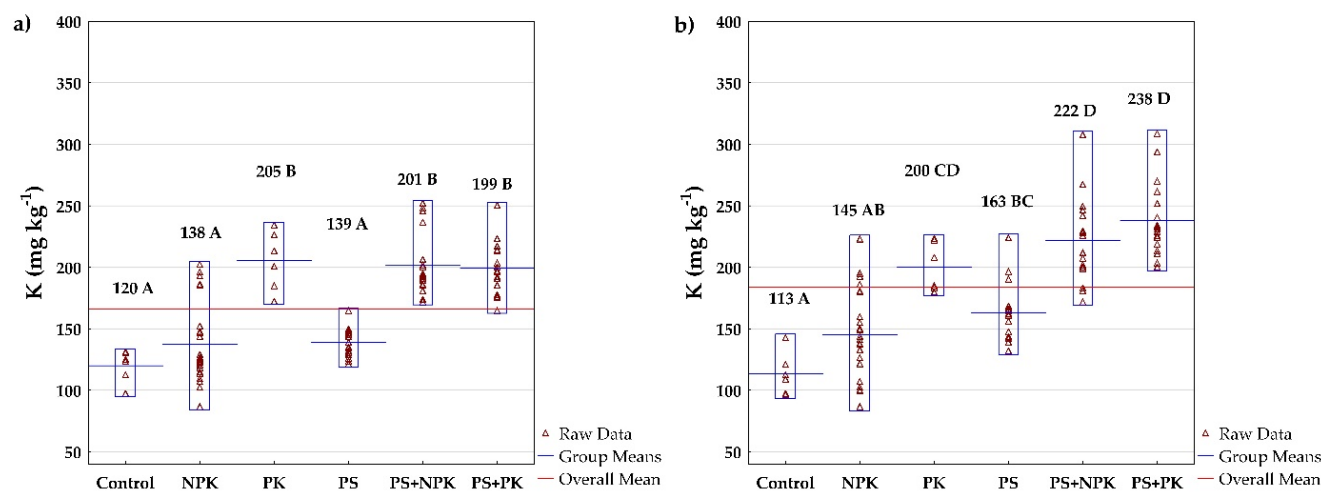 a)
400
350
300
250
200
150
100
50
K (mg kg⁻¹)
120 A
138 A
205 B
139 A
201 B
199 B
Control NPK PK PS PS+NPK PS+PK
Raw Data
Group Means
Overall Mean
b)
400
350
300
250
200
150
100
50
K (mg kg⁻¹)
113 A
145 AB
200 CD
163 BC
222 D
238 D
Control NPK PK PS PS+NPK PS+PK
Raw Data
Group Means
Overall Mean